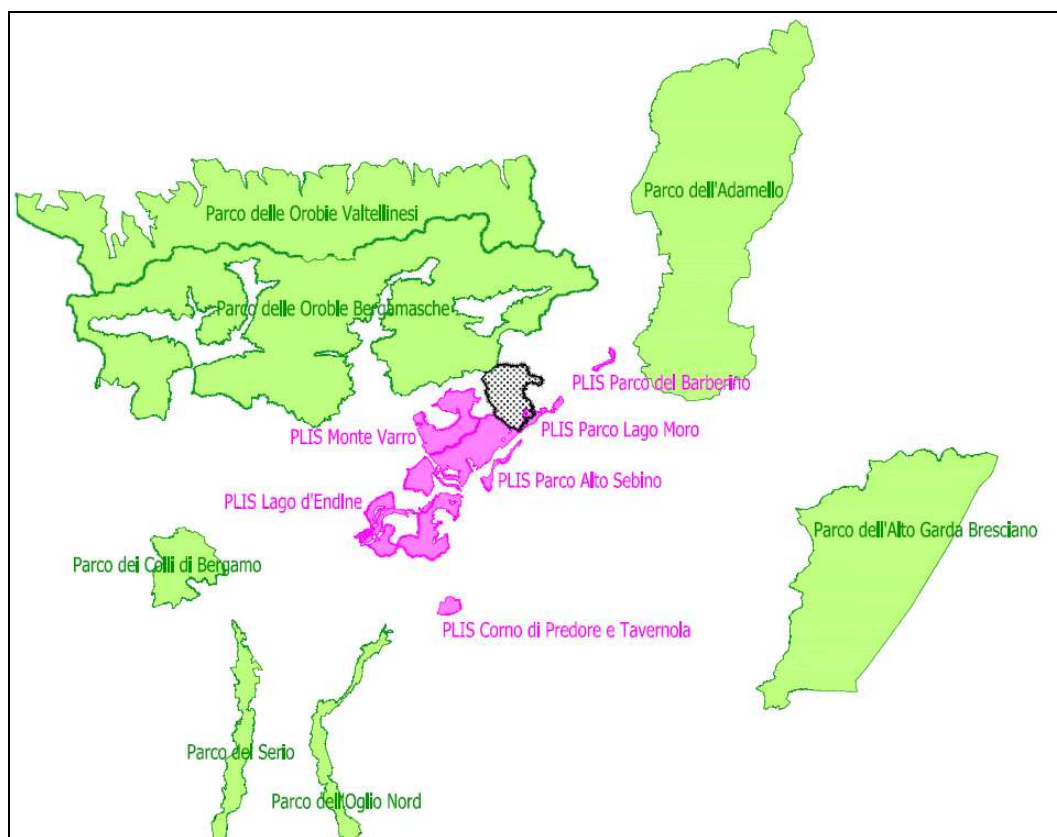 Parco dell'Adamello
Parco delle Orobie Valtellinesi
Parco delle Orobie Bergamasche
PLIS Parco del Barberino
PLIS Monte Varro
PLIS Parco Lago Moro
PLIS Parco Alto Sebino
PLIS Lago d'Endine
Parco dell'Alto Garda Bresciano
Parco dei Colli di Bergamo
PLIS Corno di Predore e Tavernola
Parco del Serio
Parco dell'Oglio Nord